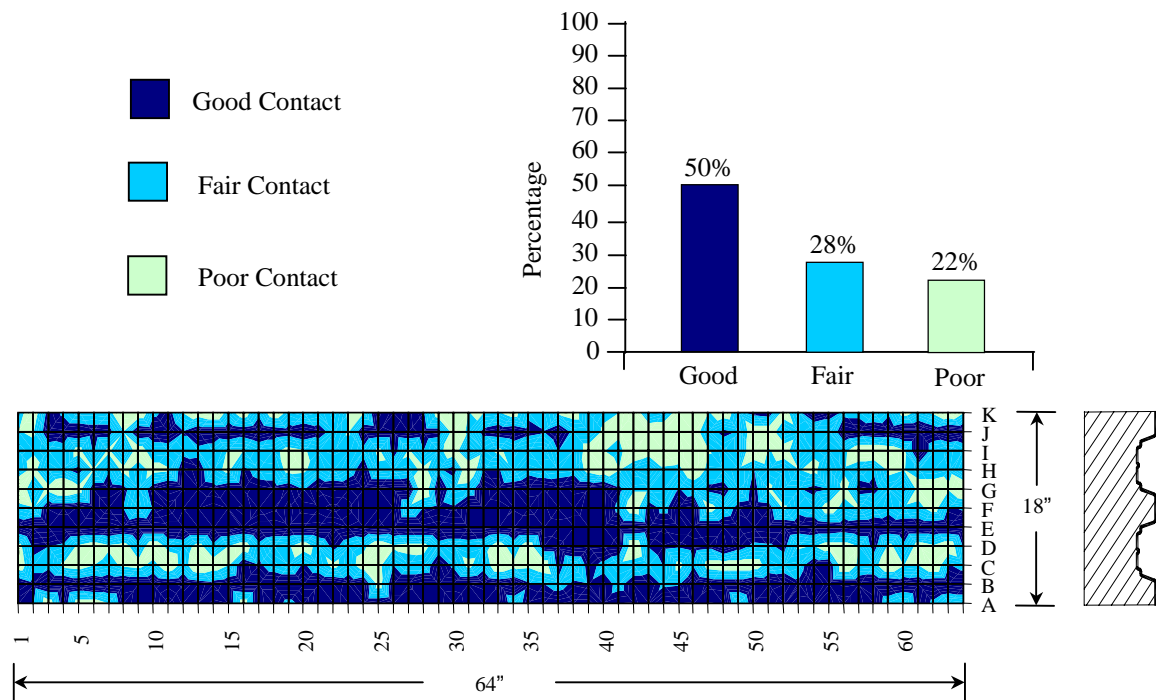 Good Contact
Fair Contact
Poor Contact
Percentage
100
90
80
70
60
50
40
30
20
10
0
50%
28%
22%
Good Fair Poor
K
J
I
H
G
F
E
D
C
B
A
18”
1 5 10 15 20 25 30 35 40 45 50 55 60
64”